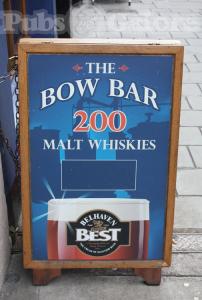 Pubs Galore
THE
BOW BAR
200
MALT WHISKIES
BELHAVEN
BEST